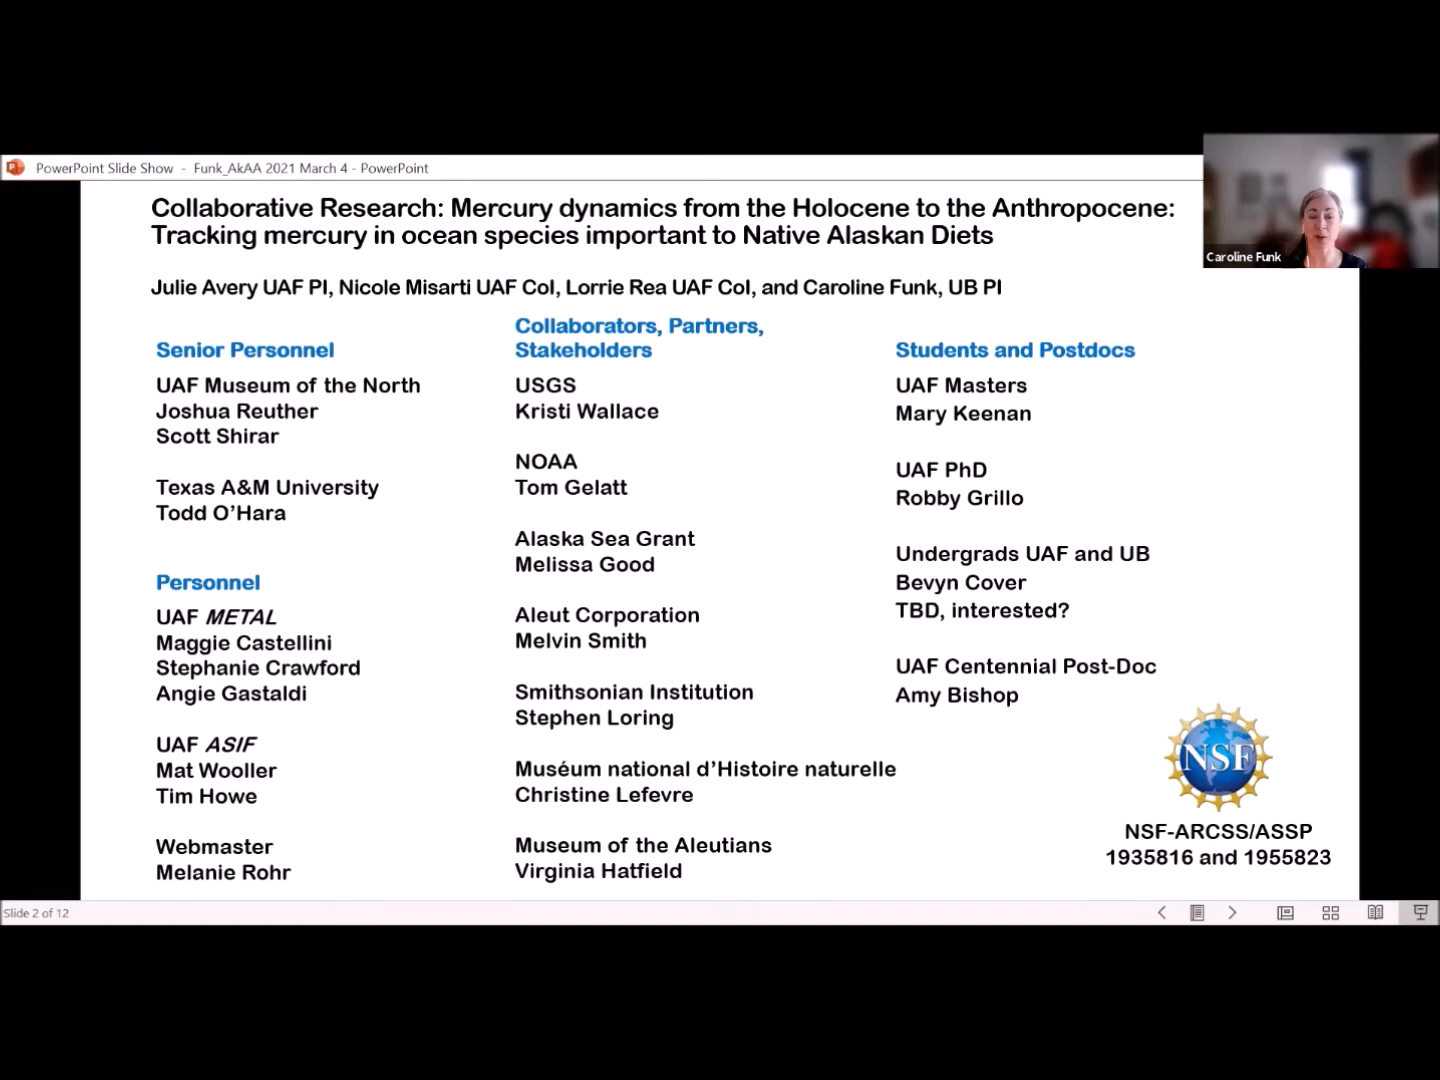 PowerPoint Slide Show - Funk_AkAA 2021 March 4 - PowerPoint
Caroline Funk
Collaborative Research: Mercury dynamics from the Holocene to the Anthropocene:
Tracking mercury in ocean species important to Native Alaskan Diets
Julie Avery UAF PI, Nicole Misarti UAF CoI, Lorrie Rea UAF CoI, and Caroline Funk, UB PI
Senior Personnel
UAF Museum of the North
Joshua Reuther
Scott Shirar
Texas A&M University
Todd O’Hara
Personnel
UAF METAL
Maggie Castellini
Stephanie Crawford
Angie Gastaldi
UAF ASIF
Mat Wooller
Tim Howe
Webmaster
Melanie Rohr
Collaborators, Partners,
Stakeholders
USGS
Kristi Wallace
NOAA
Tom Gelatt
Alaska Sea Grant
Melissa Good
Aleut Corporation
Melvin Smith
Smithsonian Institution
Stephen Loring
Muséum national d’Histoire naturelle
Christine Lefevre
Museum of the Aleutians
Virginia Hatfield
Students and Postdocs
UAF Masters
Mary Keenan
UAF PhD
Robby Grillo
Undergrads UAF and UB
Bevyn Cover
TBD, interested?
UAF Centennial Post-Doc
Amy Bishop
NSF
NSF-ARCSS/ASSP
1935816 and 1955823
Slide 2 of 12